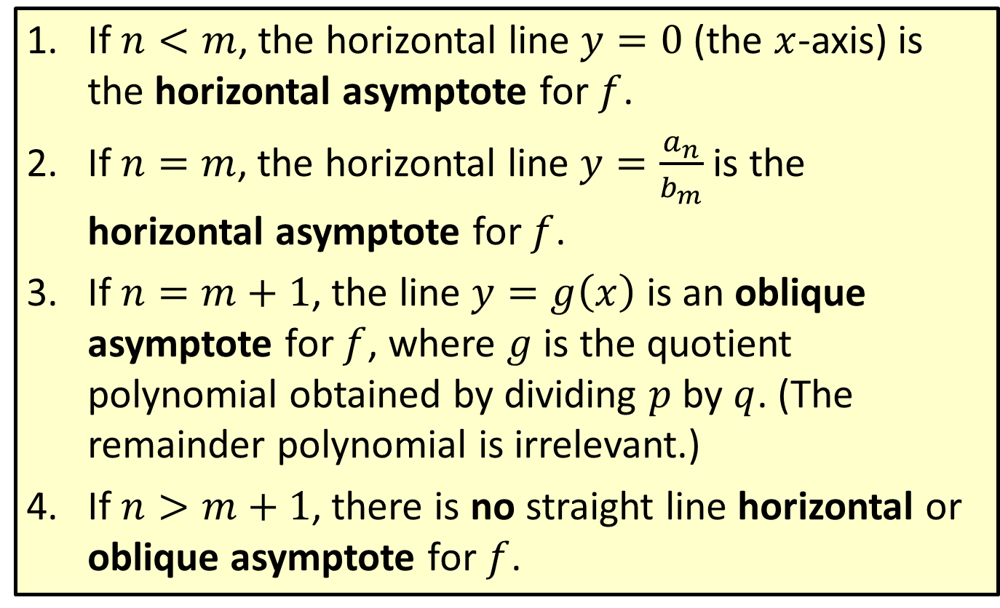 1. If n < m, the horizontal line y = 0 (the x-axis) is
the horizontal asymptote for f.
2. If n = m, the horizontal line y = aₙ/bₘ is the
horizontal asymptote for f.
3. If n = m + 1, the line y = g(x) is an oblique
asymptote for f, where g is the quotient
polynomial obtained by dividing p by q. (The
remainder polynomial is irrelevant.)
4. If n > m + 1, there is no straight line horizontal or
oblique asymptote for f.